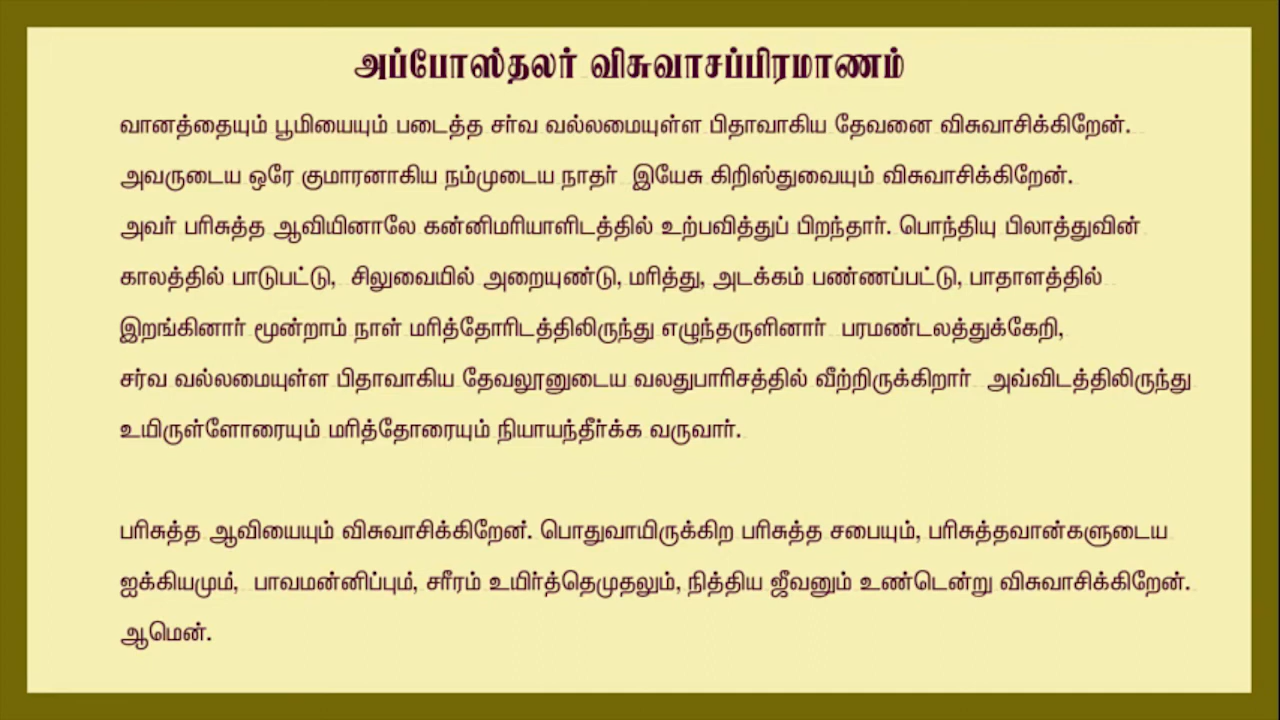 அப்போஸ்தலர் விசுவாசப்பிரமாணம்
வானத்தையும் பூமியையும் படைத்த சர்வ வல்லமையுள்ள பிதாவாகிய தேவனை விசுவாசிக்கிறேன்.
அவருடைய ஒரே குமாரனாகிய நம்முடைய நாதர் இயேசு கிறிஸ்துவையும் விசுவாசிக்கிறேன்.
அவர் பரிசுத்த ஆவியினாலே கன்னிமரியாளிடத்தில் உற்பவித்துப் பிறந்தார். பொந்தியு பிலாத்துவின்
காலத்தில் பாடுபட்டு, சிலுவையில் அறையுண்டு, மரித்து, அடக்கம் பண்ணப்பட்டு, பாதாளத்தில்
இறங்கினார் மூன்றாம் நாள் மரித்தோரிடத்திலிருந்து எழுந்தருளினார் பரமண்டலத்துக்கேறி,
சர்வ வல்லமையுள்ள பிதாவாகிய தேவலூனுடைய வலதுபாரிசத்தில் வீற்றிருக்கிறார் அவ்விடத்திலிருந்து
உயிருள்ளோரையும் மரித்தோரையும் நியாயந்தீர்க்க வருவார்.
பரிசுத்த ஆவியையும் விசுவாசிக்கிறேன். பொதுவாயிருக்கிற பரிசுத்த சபையும், பரிசுத்தவான்களுடைய
ஐக்கியமும், பாவமன்னிப்பும், சரீரம் உயிர்த்தெமுதலும், நித்திய ஜீவனும் உண்டென்று விசுவாசிக்கிறேன்.
ஆமென்.